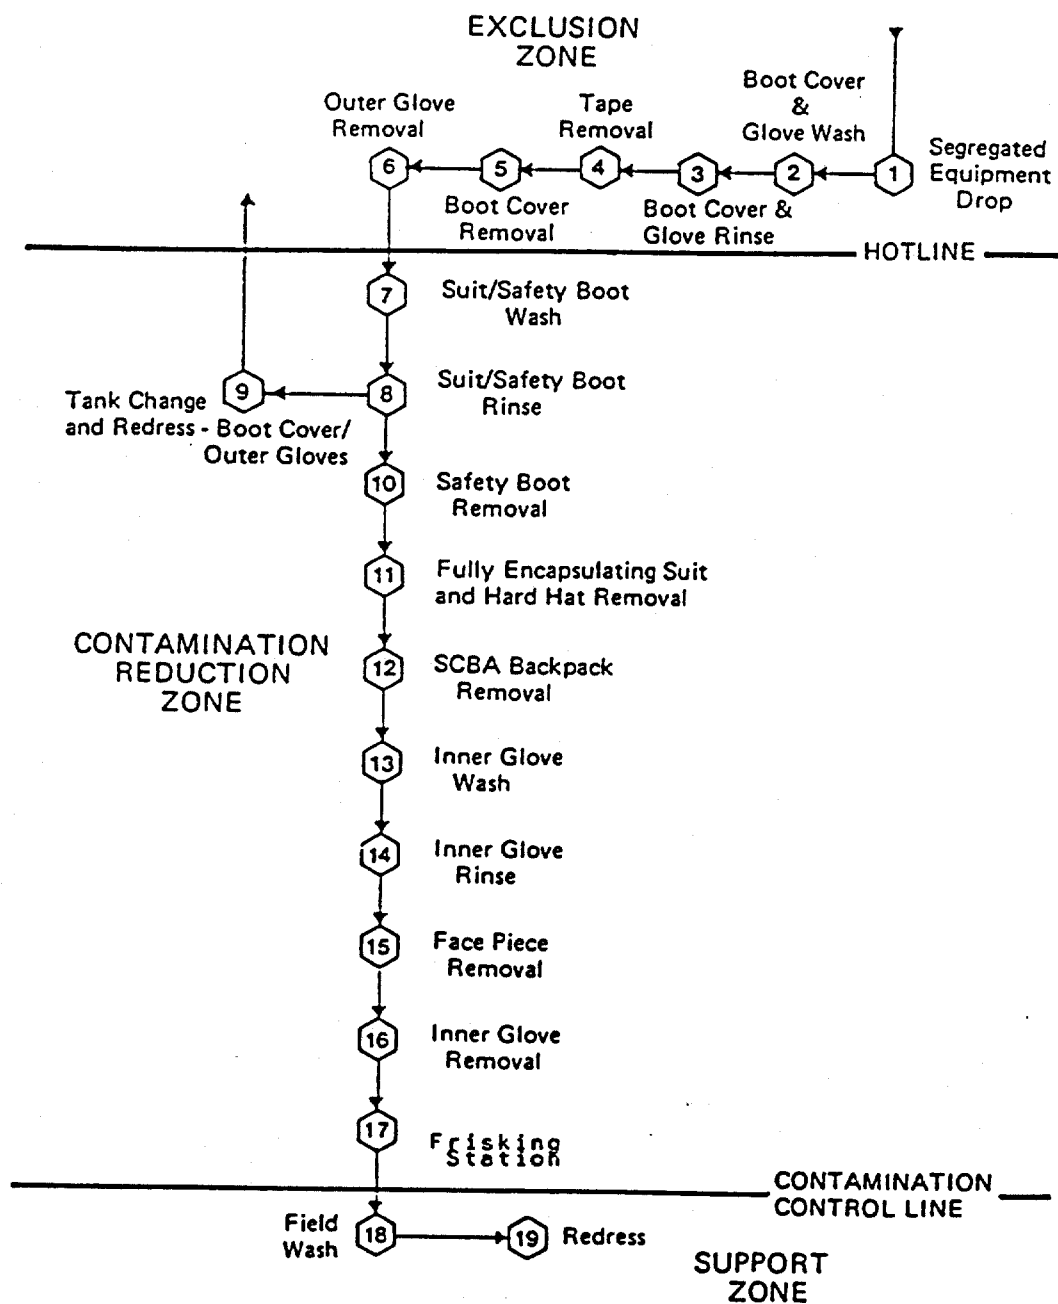 EXCLUSION
ZONE
Boot Cover
&
Glove Wash
Outer Glove
Removal
Tape
Removal
Segregated
Equipment
Drop
6
5
4
3
2
1
Boot Cover
Removal
Boot Cover &
Glove Rinse
HOTLINE
7
Suit/Safety Boot
Wash
9
8
Suit/Safety Boot
Rinse
Tank Change
and Redress - Boot Cover/
Outer Gloves
10
Safety Boot
Removal
11
Fully Encapsulating Suit
and Hard Hat Removal
CONTAMINATION
REDUCTION
ZONE
12
SCBA Backpack
Removal
13
Inner Glove
Wash
14
Inner Glove
Rinse
15
Face Piece
Removal
16
Inner Glove
Removal
17
Frisking
Station
CONTAMINATION
CONTROL LINE
Field
Wash
18
19
Redress
SUPPORT
ZONE